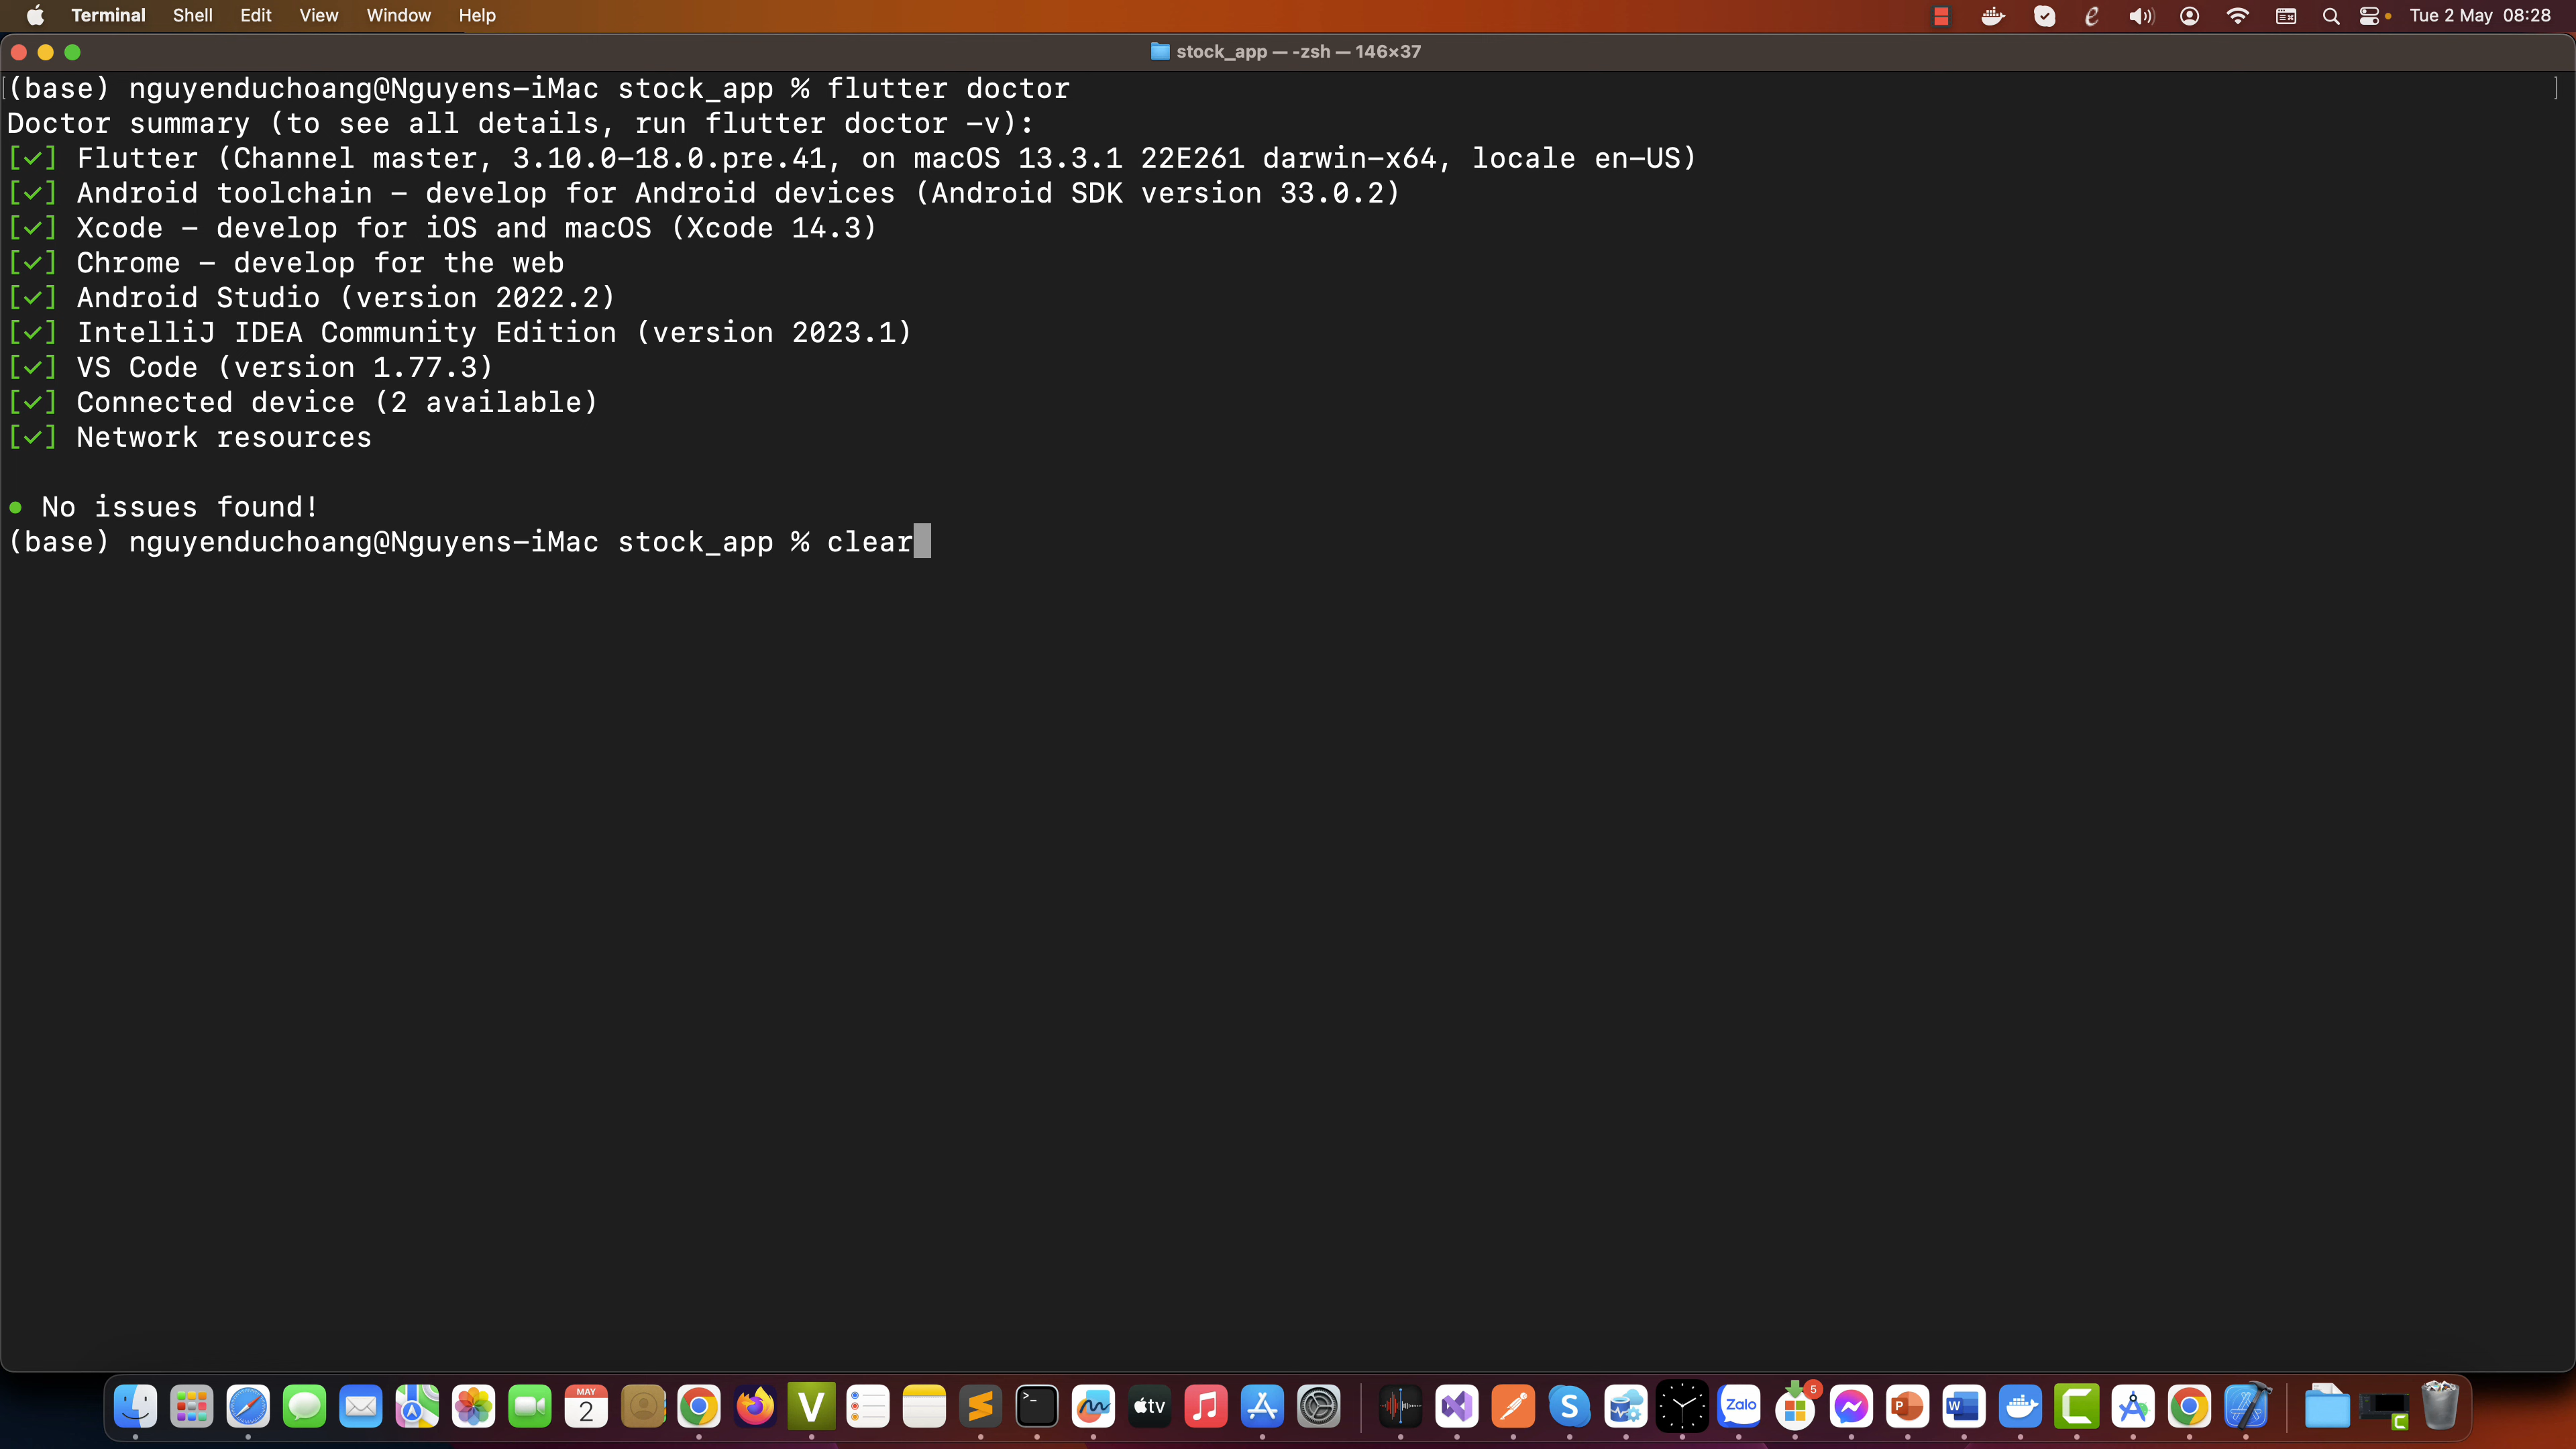 Terminal Shell Edit View Window Help Tue 2 May 08:28
stock_app — -zsh — 146×37
(base) nguyenduchoang@Nguyens-iMac stock_app % flutter doctor
Doctor summary (to see all details, run flutter doctor -v):
[✓] Flutter (Channel master, 3.10.0-18.0.pre.41, on macOS 13.3.1 22E261 darwin-x64, locale en-US)
[✓] Android toolchain - develop for Android devices (Android SDK version 33.0.2)
[✓] Xcode - develop for iOS and macOS (Xcode 14.3)
[✓] Chrome - develop for the web
[✓] Android Studio (version 2022.2)
[✓] IntelliJ IDEA Community Edition (version 2023.1)
[✓] VS Code (version 1.77.3)
[✓] Connected device (2 available)
[✓] Network resources
• No issues found!
(base) nguyenduchoang@Nguyens-iMac stock_app % clear
MAY
2
V
tv
S
Zalo
5
P
W
C
C